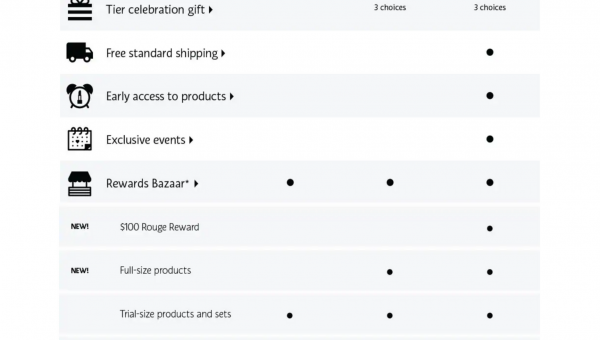 Tier celebration gift 3 choices 3 choices
Free standard shipping
Early access to products
Exclusive events
Rewards Bazaar*
NEW! $100 Rouge Reward
NEW! Full-size products
Trial-size products and sets